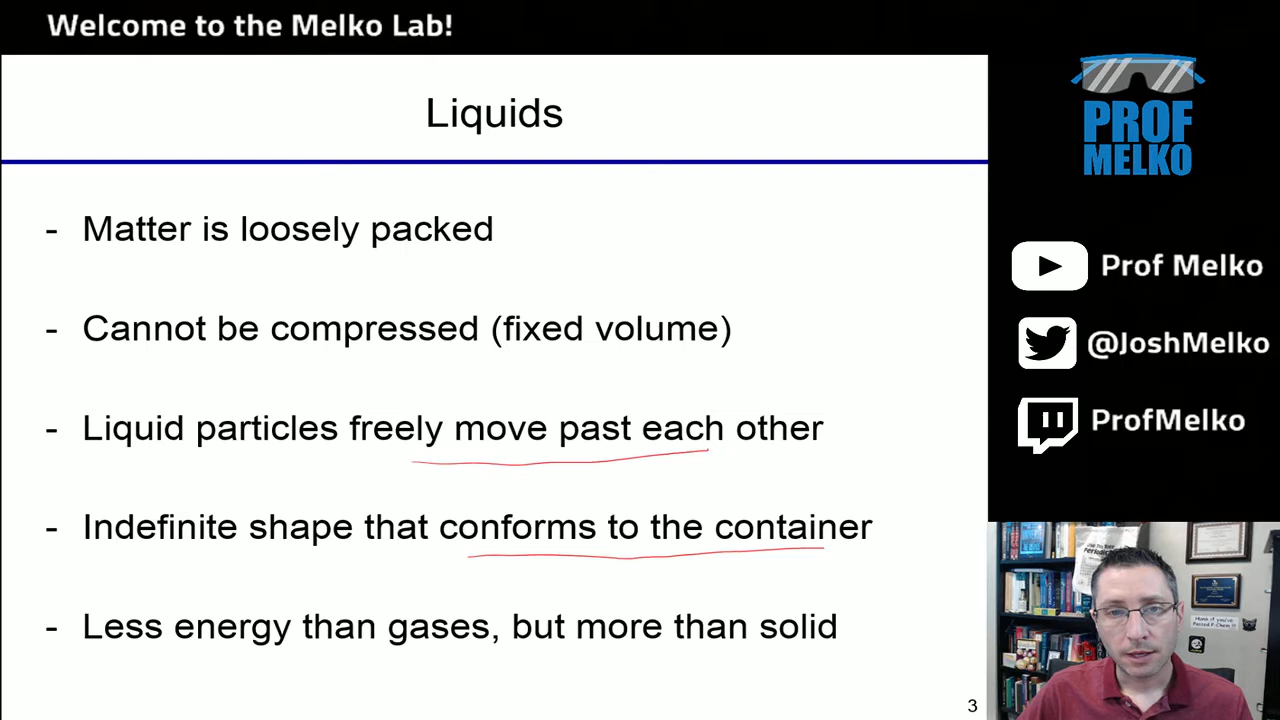 Welcome to the Melko Lab!
Liquids
- Matter is loosely packed
- Cannot be compressed (fixed volume)
- Liquid particles freely move past each other
- Indefinite shape that conforms to the container
- Less energy than gases, but more than solid
3
PROF
MELKO
Prof Melko
@JoshMelko
ProfMelko